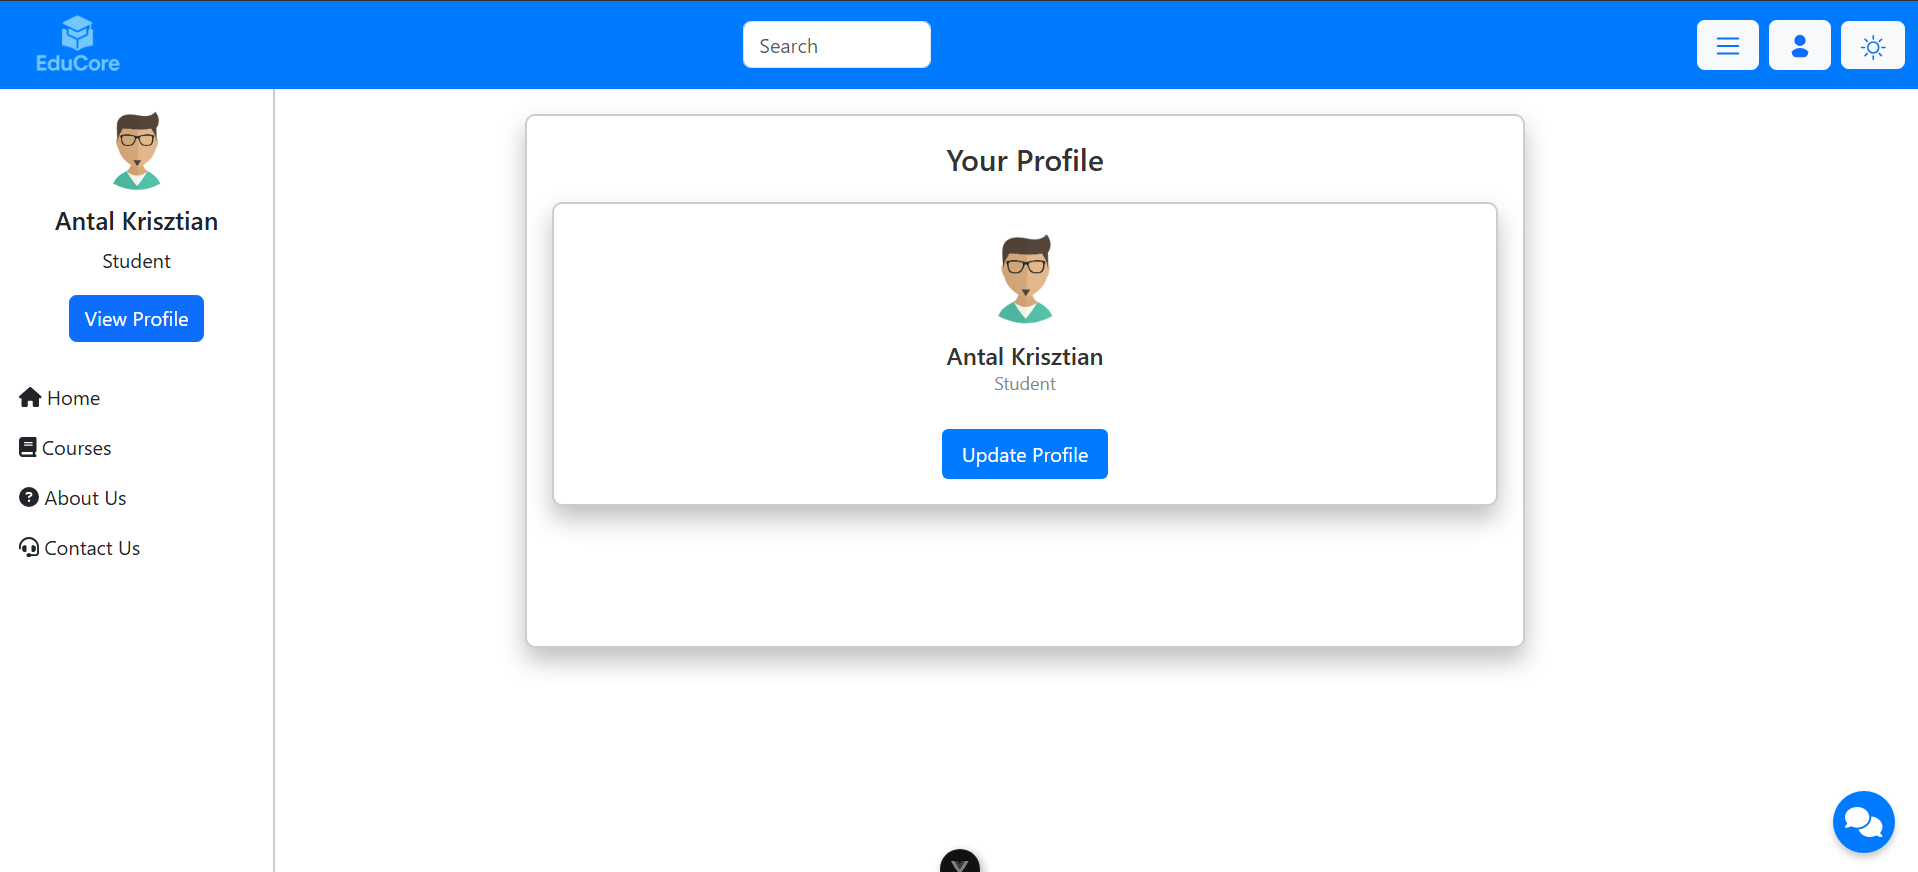 EduCore
Search
Antal Krisztian
Student
View Profile
Home
Courses
About Us
Contact Us
Your Profile
Antal Krisztian
Student
Update Profile